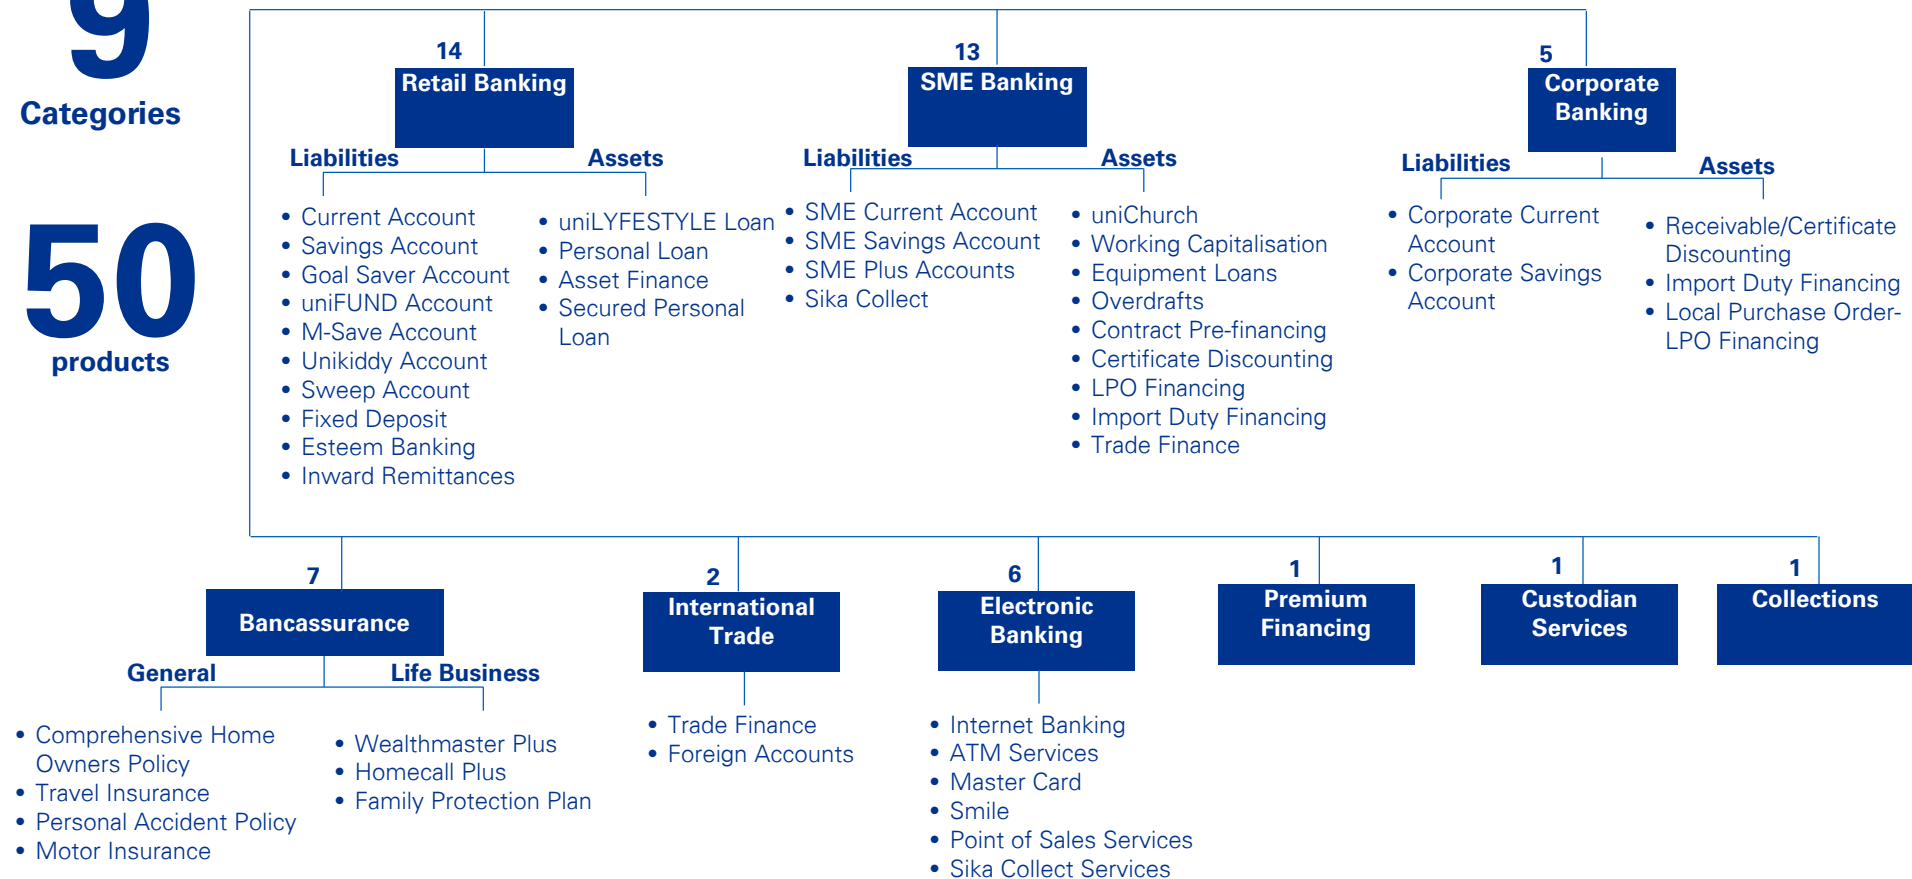 9
Categories
50
products
14
Retail Banking
Liabilities
Assets
• Current Account
• Savings Account
• Goal Saver Account
• uniFUND Account
• M-Save Account
• Unikiddy Account
• Sweep Account
• Fixed Deposit
• Esteem Banking
• Inward Remittances
• uniLYFESTYLE Loan
• Personal Loan
• Asset Finance
• Secured Personal
Loan
13
SME Banking
Liabilities
Assets
• SME Current Account
• SME Savings Account
• SME Plus Accounts
• Sika Collect
• uniChurch
• Working Capitalisation
• Equipment Loans
• Overdrafts
• Contract Pre-financing
• Certificate Discounting
• LPO Financing
• Import Duty Financing
• Trade Finance
5
Corporate
Banking
Liabilities
Assets
• Corporate Current
Account
• Corporate Savings
Account
• Receivable/Certificate
Discounting
• Import Duty Financing
• Local Purchase Order-
LPO Financing
7
Bancassurance
General
Life Business
• Comprehensive Home
Owners Policy
• Travel Insurance
• Personal Accident Policy
• Motor Insurance
• Wealthmaster Plus
• Homecall Plus
• Family Protection Plan
2
International
Trade
• Trade Finance
• Foreign Accounts
6
Electronic
Banking
• Internet Banking
• ATM Services
• Master Card
• Smile
• Point of Sales Services
• Sika Collect Services
1
Premium
Financing
1
Custodian
Services
1
Collections